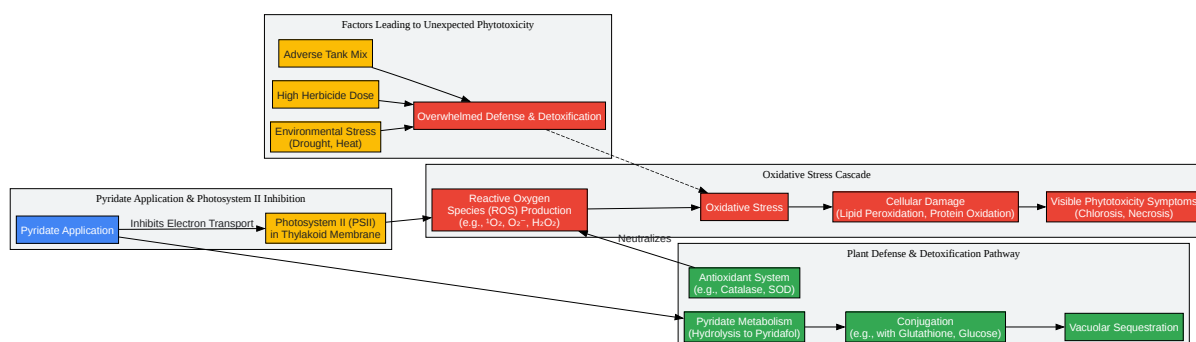 Factors Leading to Unexpected Phytotoxicity
Adverse Tank Mix
High Herbicide Dose
Environmental Stress
(Drought, Heat)
Overwhelmed Defense & Detoxification
Oxidative Stress Cascade
Reactive Oxygen
Species (ROS) Production
(e.g., ¹O₂, O₂⁻, H₂O₂)
Oxidative Stress
Cellular Damage
(Lipid Peroxidation, Protein Oxidation)
Visible Phytotoxicity Symptoms
(Chlorosis, Necrosis)
Pyridate Application & Photosystem II Inhibition
Pyridate Application
Inhibits Electron Transport
Photosystem II (PSII)
in Thylakoid Membrane
Neutralizes
Plant Defense & Detoxification Pathway
Antioxidant System
(e.g., Catalase, SOD)
Pyridate Metabolism
(Hydrolysis to Pyridafol)
Conjugation
(e.g., with Glutathione, Glucose)
Vacuolar Sequestration